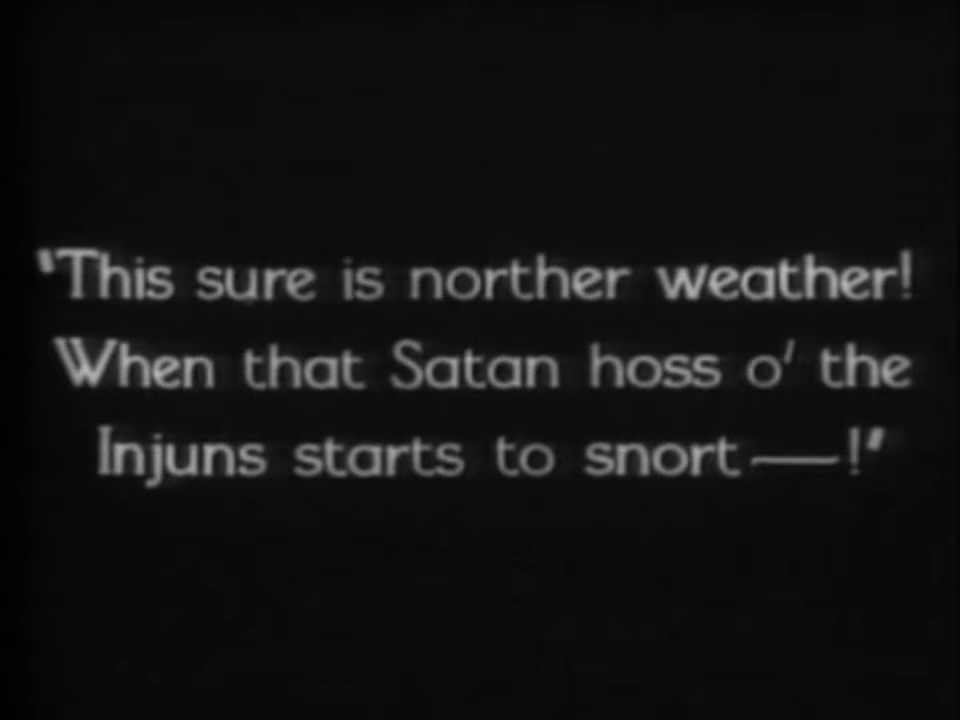 "This sure is norther weather!
When that Satan hoss o' the
Injuns starts to snort—!"